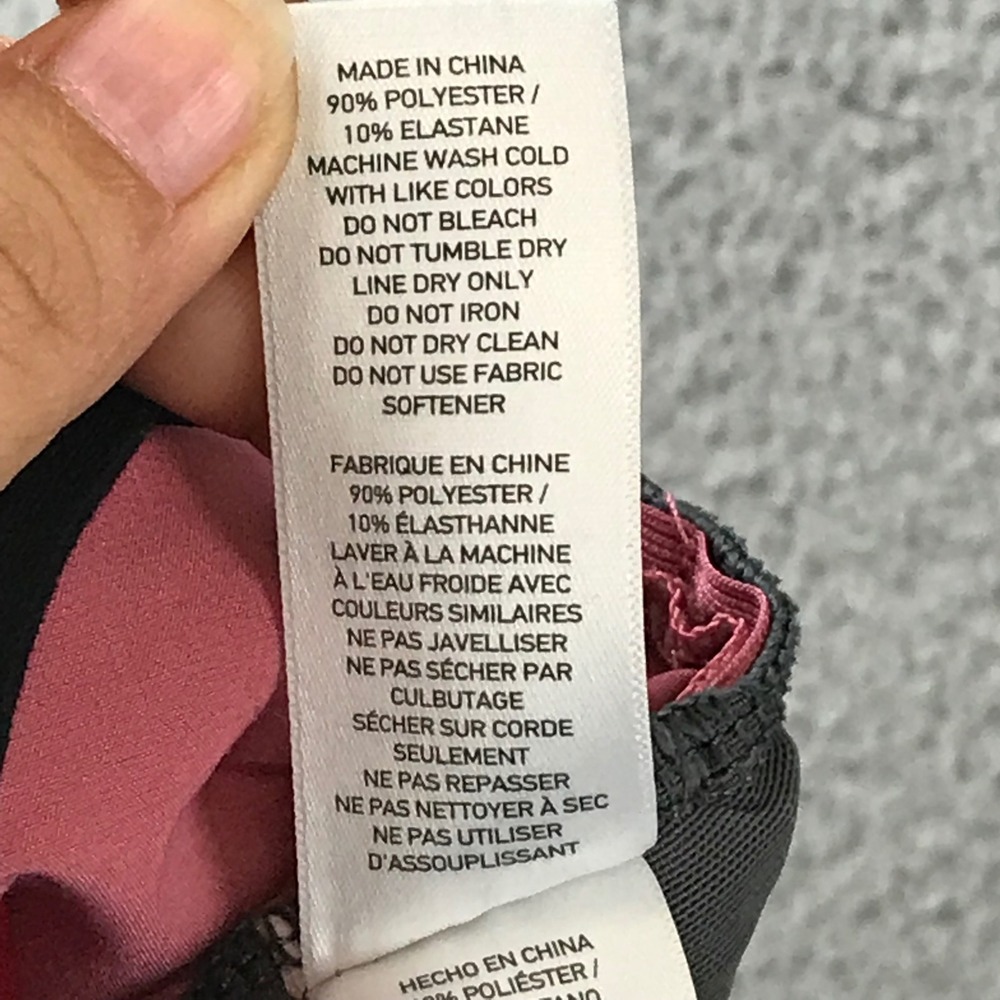 MADE IN CHINA
90% POLYESTER /
10% ELASTANE
MACHINE WASH COLD
WITH LIKE COLORS
DO NOT BLEACH
DO NOT TUMBLE DRY
LINE DRY ONLY
DO NOT IRON
DO NOT DRY CLEAN
DO NOT USE FABRIC
SOFTENER
FABRIQUE EN CHINE
90% POLYESTER /
10% ÉLASTHANNE
LAVER À LA MACHINE
À L'EAU FROIDE AVEC
COULEURS SIMILAIRES
NE PAS JAVELLISER
NE PAS SÉCHER PAR
CULBUTAGE
SÉCHER SUR CORDE
SEULEMENT
NE PAS REPASSER
NE PAS NETTOYER À SEC
NE PAS UTILISER
D'ASSOUPLISSANT
HECHO EN CHINA
POLIÉSTER /